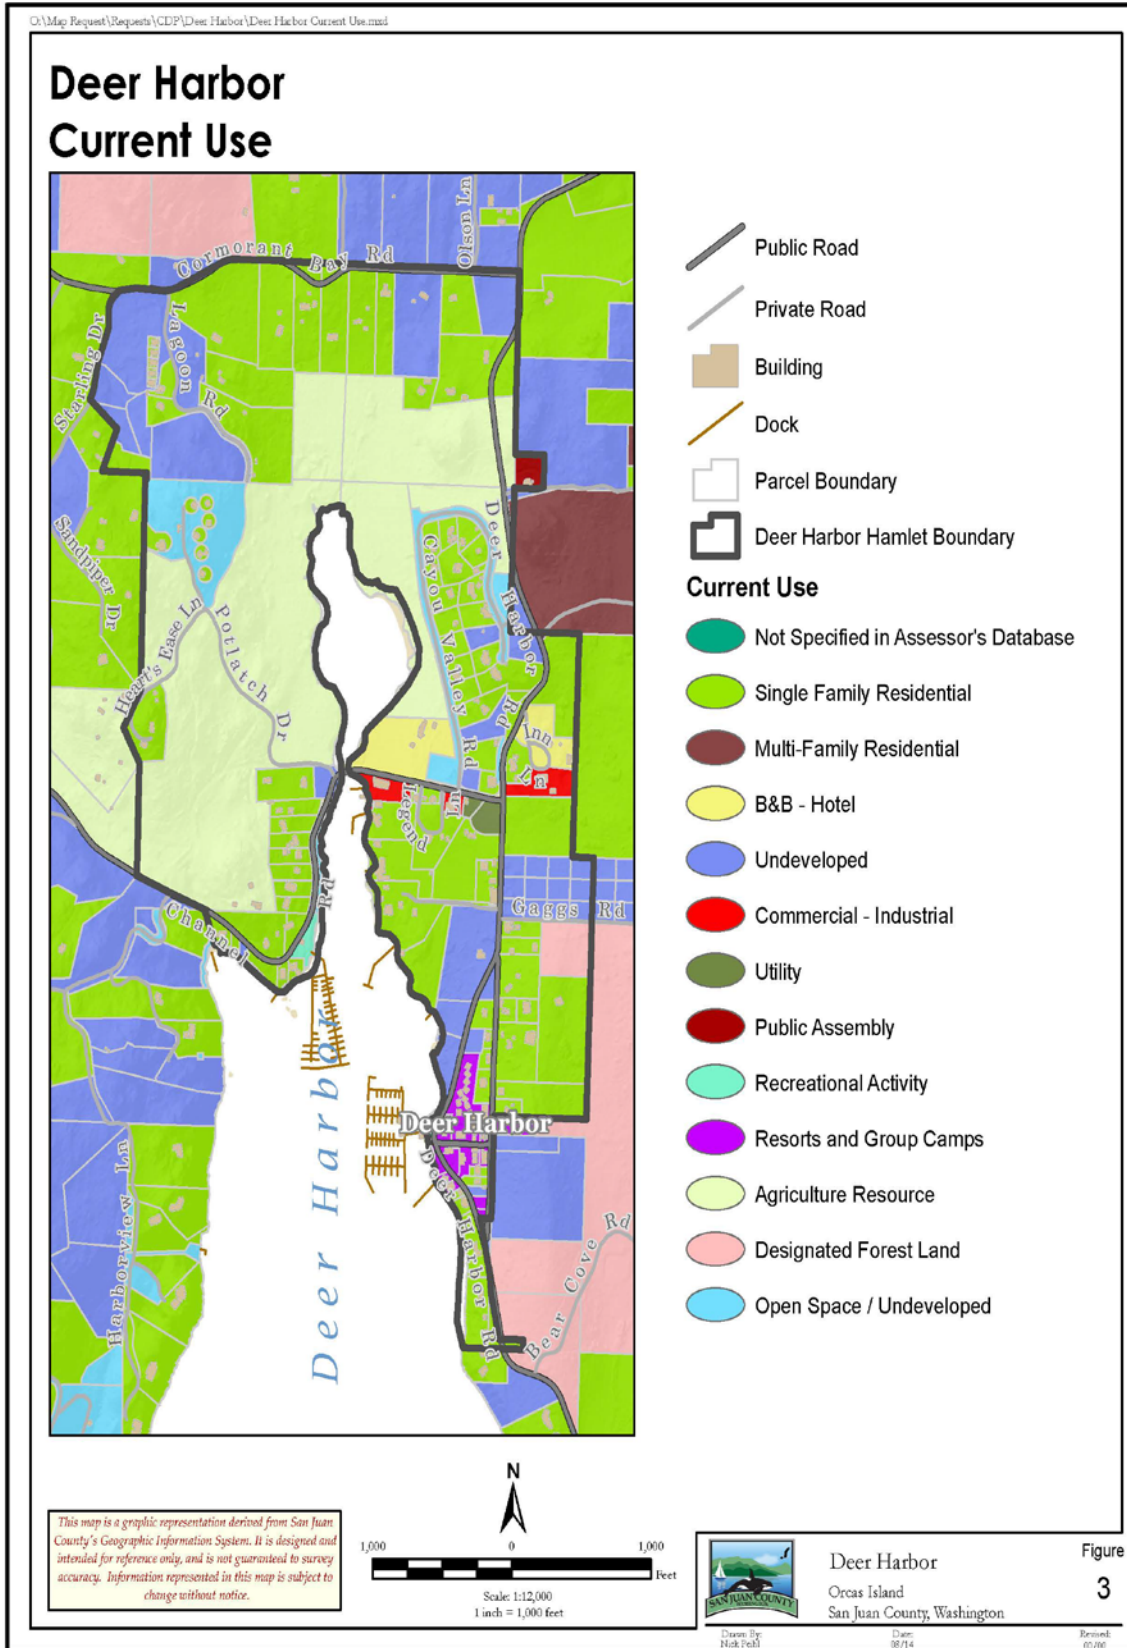 O:\Map Request\Requests\CDP\Deer Harbor\Deer Harbor Current Use.mxd
Deer Harbor
Current Use
Olson Ln
Cormorant Bay Rd
Lagoon Rd
Starling Dr
Sandpiper Dr
Heart's Ease Ln
Potlatch Dr
Cayou Valley Rd
Deer Harbor Rd
Inn Ln
Legend Ln
Channel Rd
Gaggs Rd
Deer Harbor
Deer Harbor
Deer Harbor Rd
Harborview Ln
Bear Cove Rd
Public Road
Private Road
Building
Dock
Parcel Boundary
Deer Harbor Hamlet Boundary
Current Use
Not Specified in Assessor's Database
Single Family Residential
Multi-Family Residential
B&B - Hotel
Undeveloped
Commercial - Industrial
Utility
Public Assembly
Recreational Activity
Resorts and Group Camps
Agriculture Resource
Designated Forest Land
Open Space / Undeveloped
This map is a graphic representation derived from San Juan
County's Geographic Information System. It is designed and
intended for reference only, and is not guaranteed to survey
accuracy. Information represented in this map is subject to
change without notice.
N
1,000 0 1,000
Feet
Scale: 1:12,000
1 inch = 1,000 feet
SAN JUAN COUNTY
Deer Harbor
Orcas Island
San Juan County, Washington
Figure
3
Drawn By:
Nick Peihl
Date:
08/14
Revised:
00/00